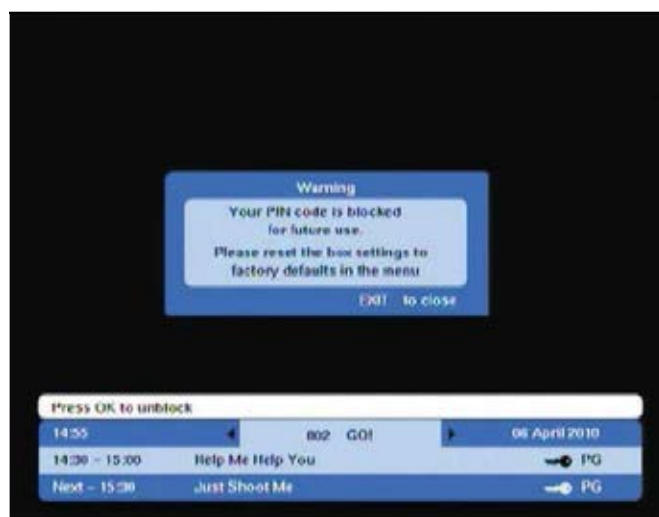 Warning
Your PIN code is blocked
for future use.
Please reset the box settings to
factory defaults in the menu
EXIT to close
Press OK to unblock
14:55 802 GO! 06 April 2010
14:30 - 15:00 Help Me Help You PG
Next - 15:30 Just Shoot Me PG